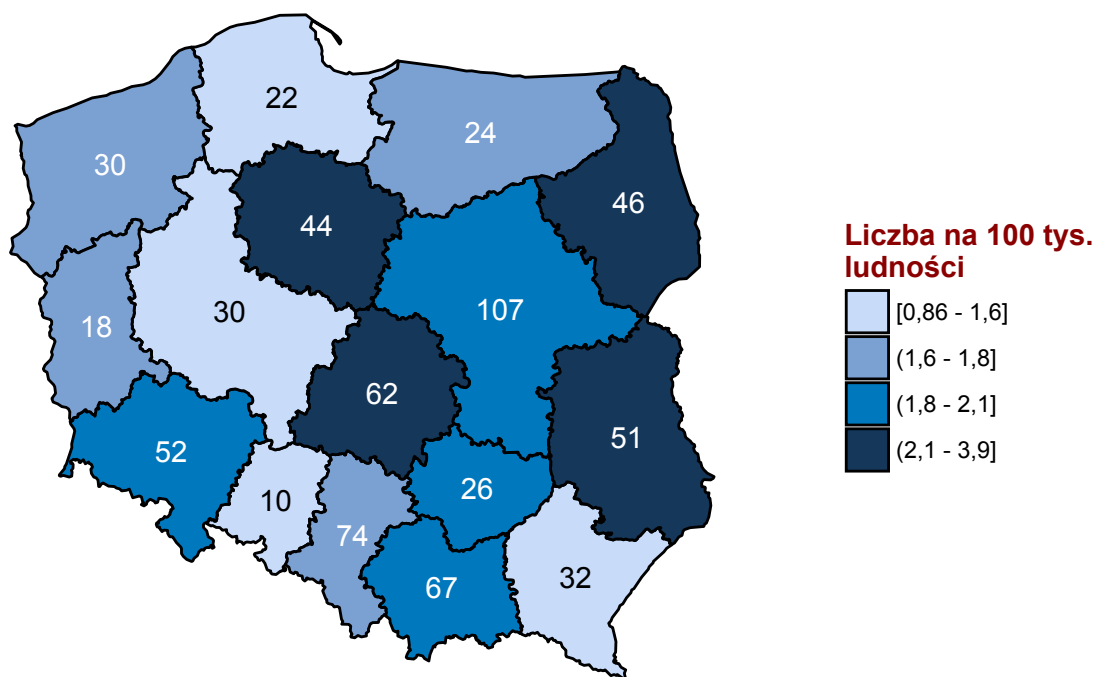 22
24
30
46
44
107
30
18
62
51
52
26
10
74
67
32
Liczba na 100 tys.
ludności
[0,86 - 1,6]
(1,6 - 1,8]
(1,8 - 2,1]
(2,1 - 3,9]